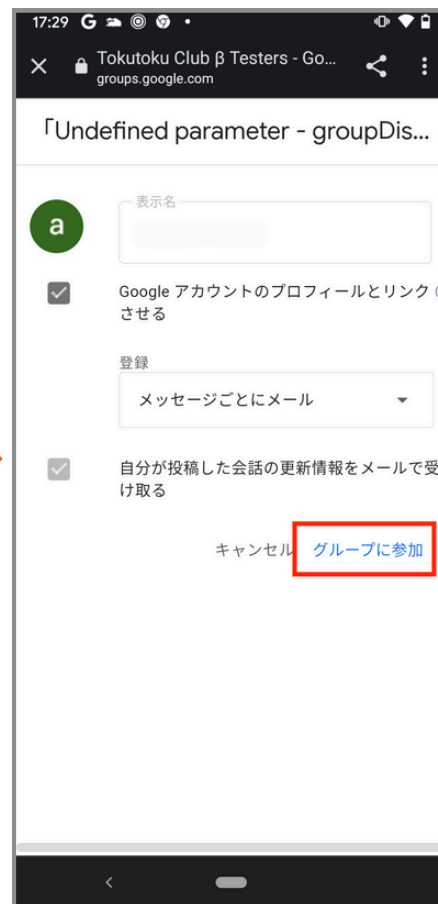 17:29
Tokutoku Club β Testers - Go...
groups.google.com
「Undefined parameter - groupDis...
a
表示名
Google アカウントのプロフィールとリンク
させる
登録
メッセージごとにメール
自分が投稿した会話の更新情報をメールで受
け取る
キャンセル グループに参加